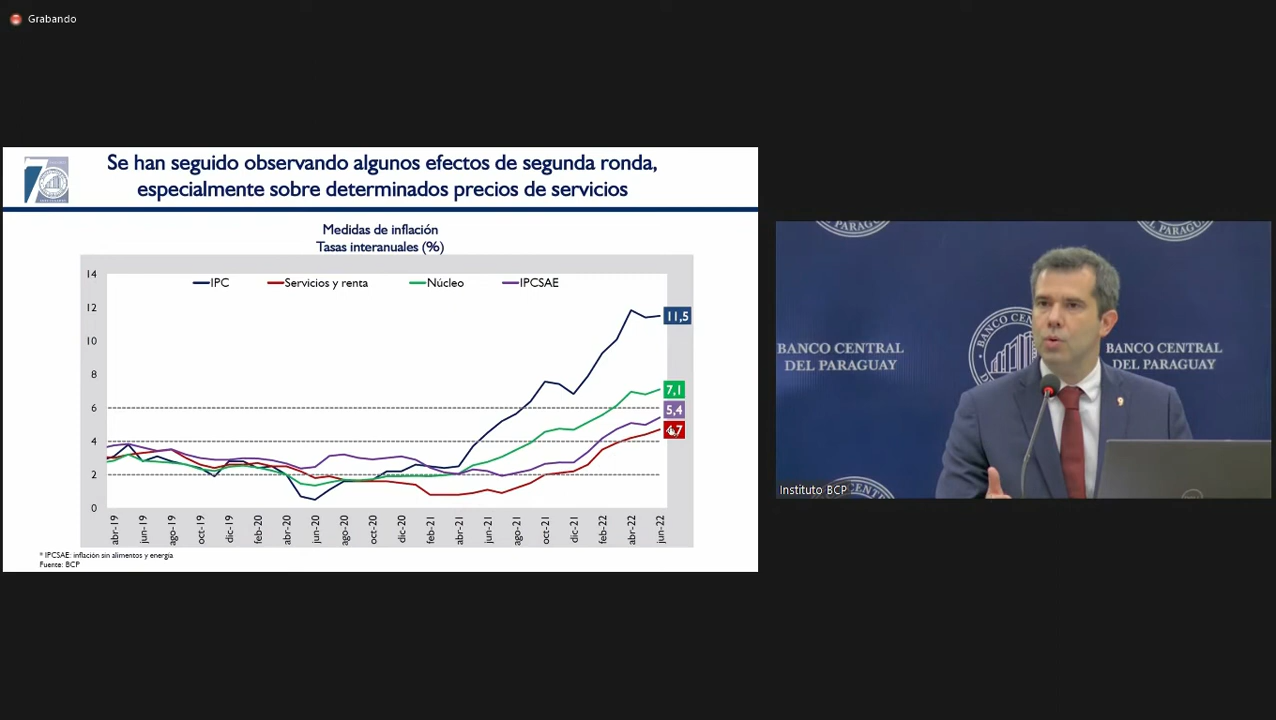 Grabando
Se han seguido observando algunos efectos de segunda ronda,
especialmente sobre determinados precios de servicios
Medidas de inflación
Tasas interanuales (%)
IPC Servicios y renta Núcleo IPCSAE
14
12
10
8
6
4
2
0
11,5
7,1
5,4
4,7
abr-19 jun-19 ago-19 oct-19 dic-19 feb-20 abr-20 jun-20 ago-20 oct-20 dic-20 feb-21 abr-21 jun-21 ago-21 oct-21 dic-21 feb-22 abr-22 jun-22
* IPCSAE: inflación sin alimentos y energía
Fuente: BCP
BANCO CENTRAL
DEL PARAGUAY
BANCO CENTRAL
DEL PARAGUAY
Instituto BCP